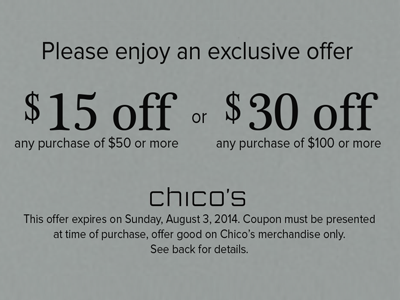 Please enjoy an exclusive offer
$15 off or $30 off
any purchase of $50 or more any purchase of $100 or more
chico's
This offer expires on Sunday, August 3, 2014. Coupon must be presented
at time of purchase, offer good on Chico's merchandise only.
See back for details.